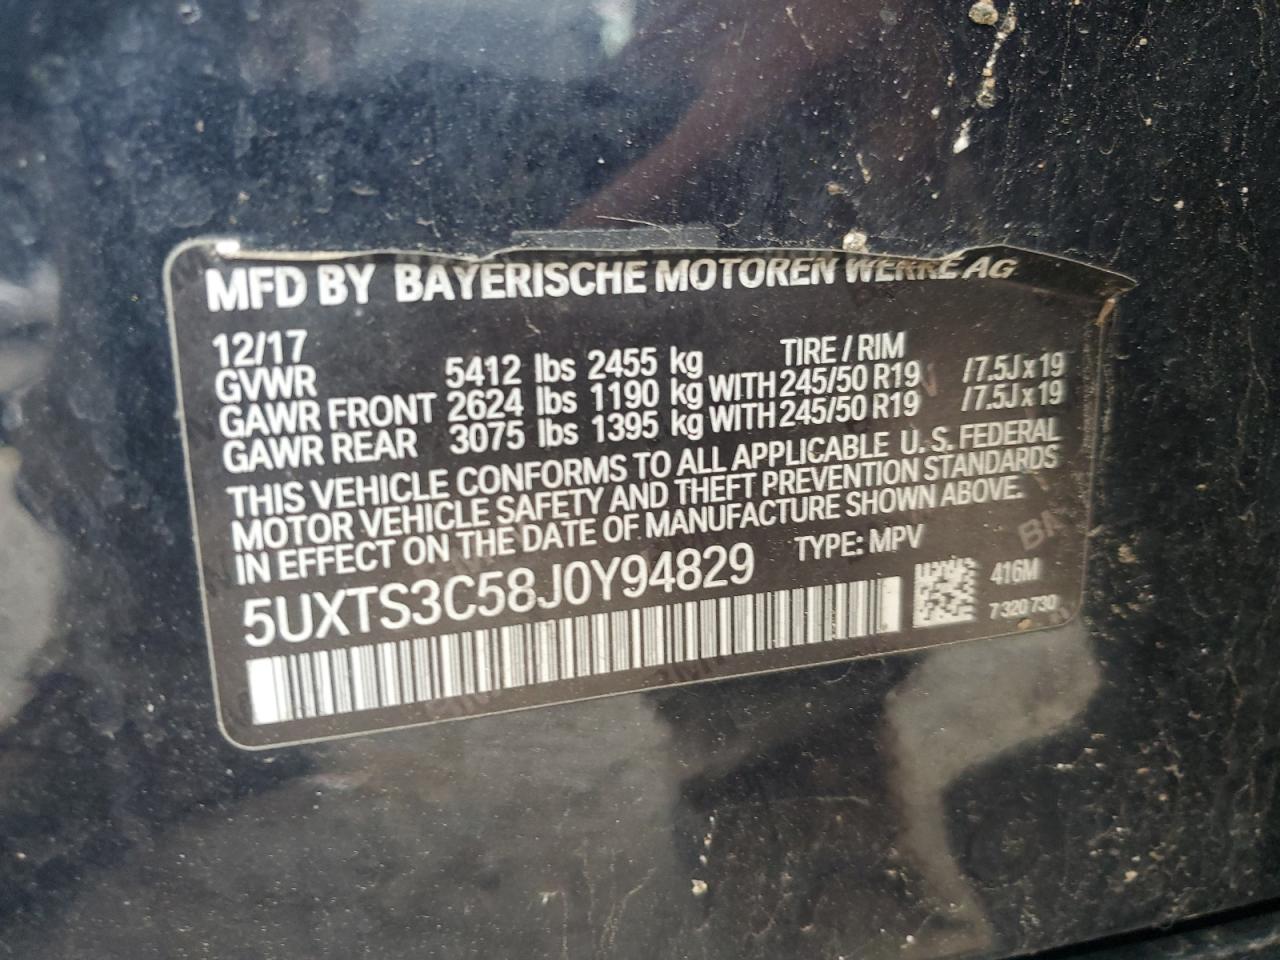 MFD BY BAYERISCHE MOTOREN WERKE AG
12/17 TIRE / RIM
GVWR 5412 lbs 2455 kg
GAWR FRONT 2624 lbs 1190 kg WITH 245/50 R19 / 7.5J x 19
GAWR REAR 3075 lbs 1395 kg WITH 245/50 R19 / 7.5J x 19
THIS VEHICLE CONFORMS TO ALL APPLICABLE U. S. FEDERAL
MOTOR VEHICLE SAFETY AND THEFT PREVENTION STANDARDS
IN EFFECT ON THE DATE OF MANUFACTURE SHOWN ABOVE.
5UXTS3C58J0Y94829 TYPE: MPV
416M
7 320 730